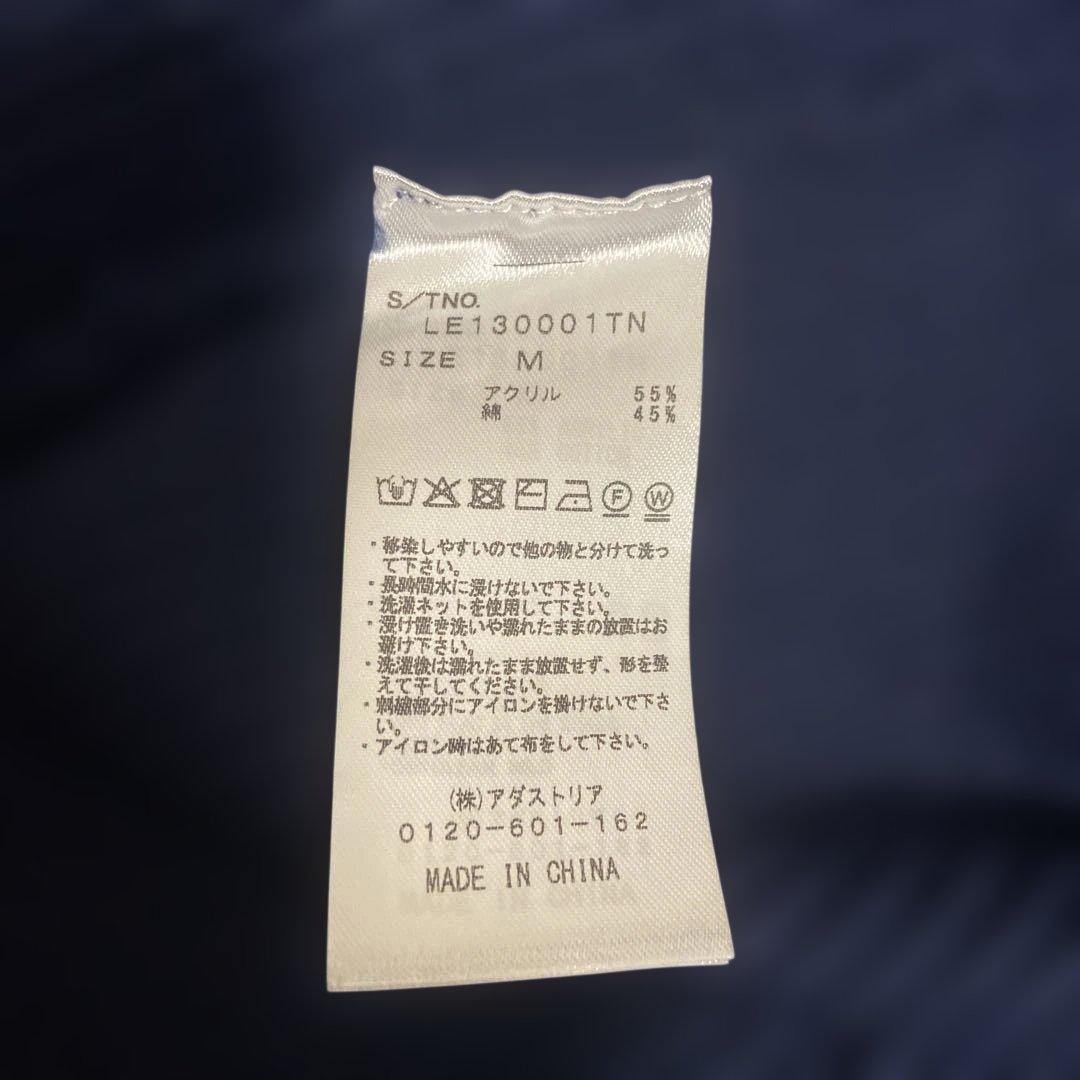 S/TNO.
LE130001TN
SIZE M
アクリル 55%
綿 45%
F W
・移染しやすいので他の物と分けて洗っ
て下さい。
・長時間水に浸けないで下さい。
・洗濯ネットを使用して下さい。
・浸け置き洗いや濡れたままの放置はお
避け下さい。
・洗濯後は濡れたまま放置せず、形を整
えて干してください。
・刺繍部分にアイロンを掛けないで下さ
い。
・アイロン時はあて布をして下さい。
(株)アダストリア
0120-601-162
MADE IN CHINA